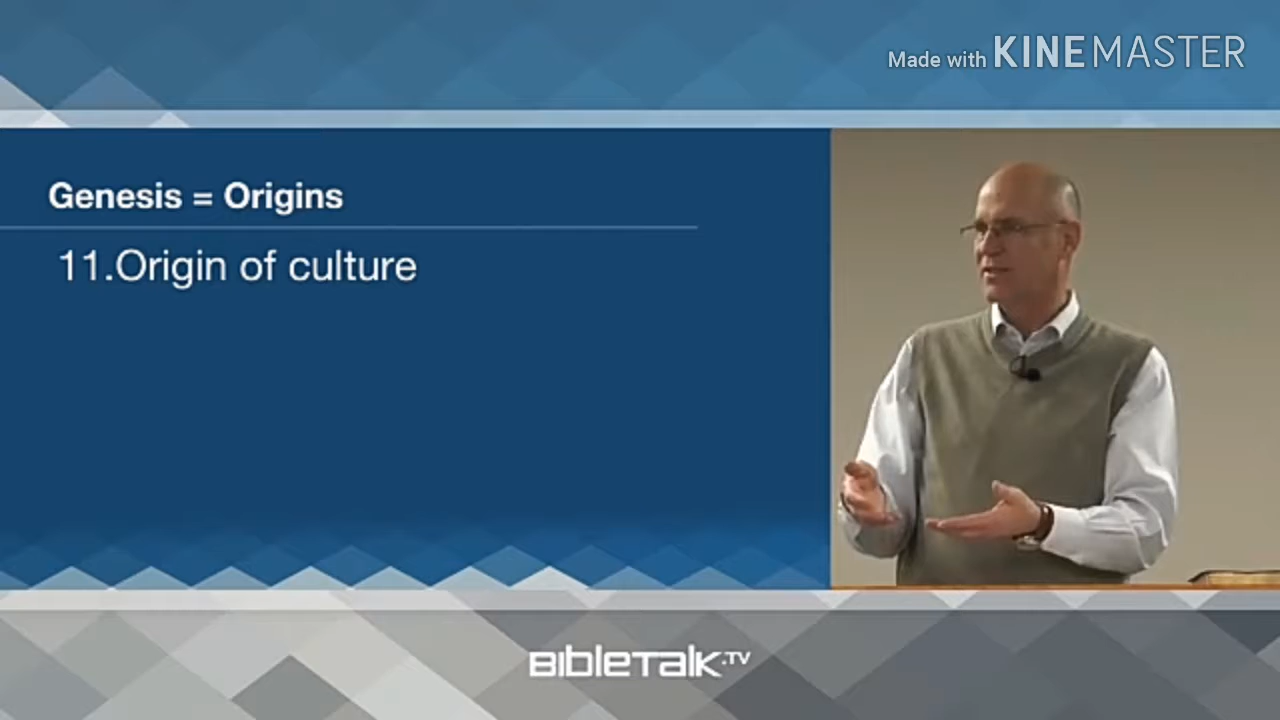 Made with KINEMASTER
Genesis = Origins
11.Origin of culture
BIBLETALK.TV